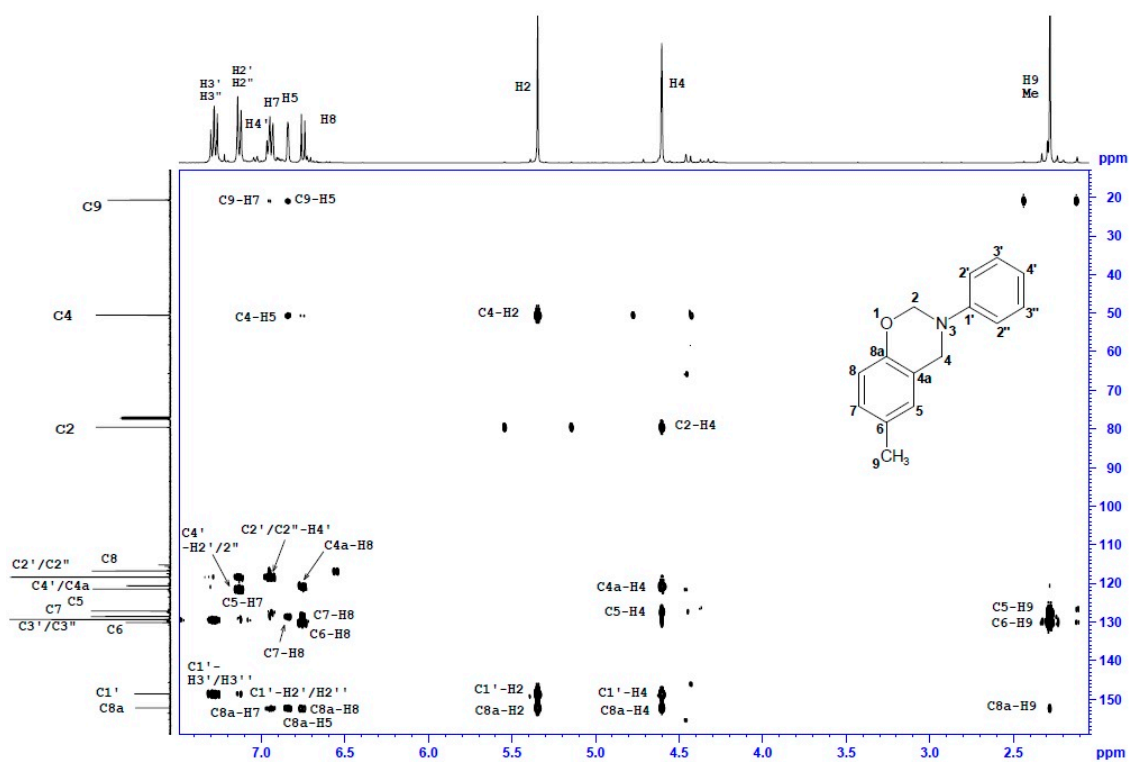 H3' H2' H2 H4 H9
H3" H2" Me
H4' H7 H5 H8
ppm
C9 C9-H7 C9-H5 20
30
40
C4 C4-H5 C4-H2 50
60
70
C2 C2-H4 80
90
100
C4' C2'/C2"-H4'
-H2'/2" C4a-H8
C8 110
C2'/C2"
C4'/C4a C4a-H4 120
C5 C5-H7 C7-H8 C5-H4 C5-H9
C7
C3'/C3" C6 C6-H8 C6-H9 130
C7-H8
140
C1'-
H3'/H3''
C1' C1'-H2'/H2'' C1'-H2 C1'-H4 150
C8a C8a-H7 C8a-H8 C8a-H2 C8a-H4 C8a-H9
C8a-H5
7.0 6.5 6.0 5.5 5.0 4.5 4.0 3.5 3.0 2.5 ppm
3'
2' 4'
2
1 O N 3 1' 3"
2"
8a 4
8 4a
7 5
6
9 CH3